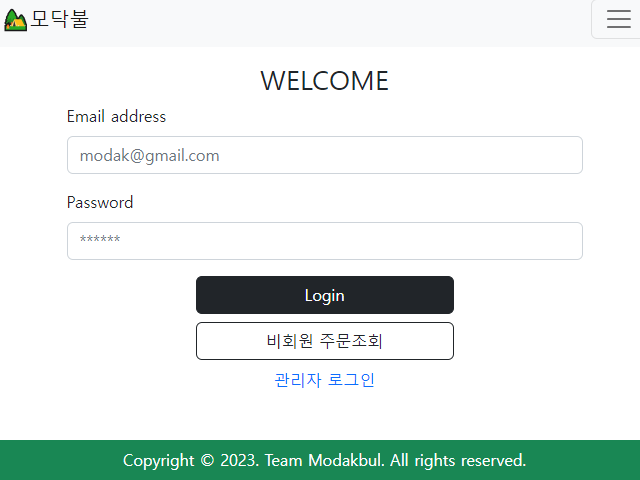 모닥불
WELCOME
Email address
modak@gmail.com
Password
******
Login
비회원 주문조회
관리자 로그인
Copyright © 2023. Team Modakbul. All rights reserved.